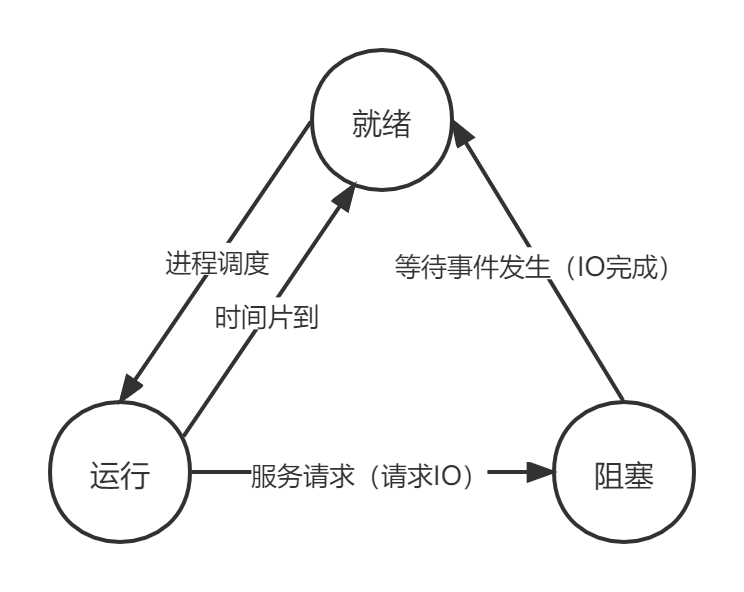 就绪
进程调度
等待事件发生（IO完成）
时间片到
运行
服务请求（请求IO）
阻塞